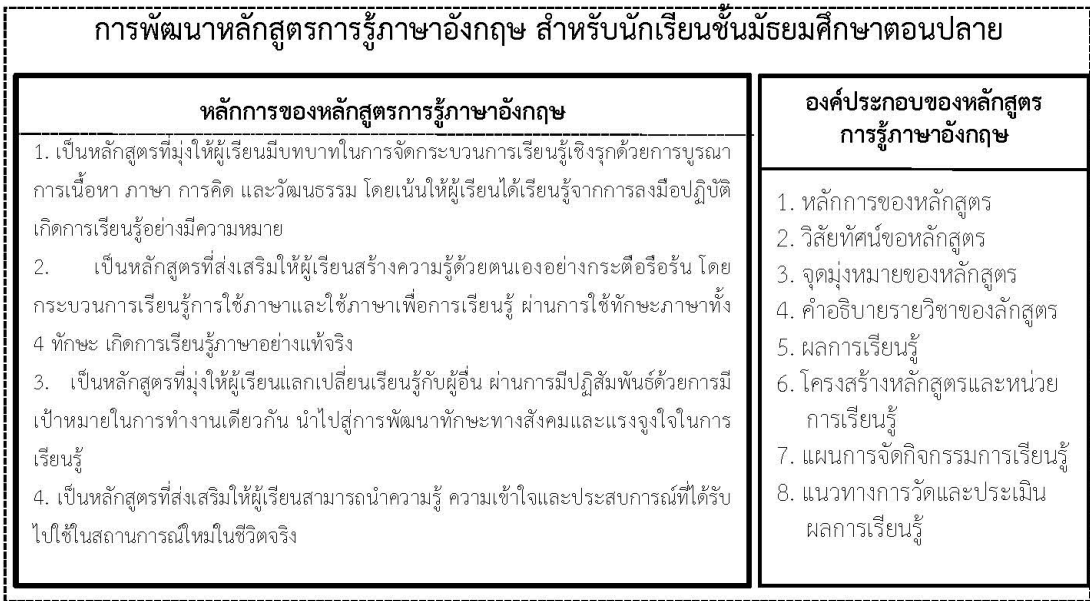 การพัฒนาหลักสูตรการรู้ภาษาอังกฤษ สำหรับนักเรียนชั้นมัธยมศึกษาตอนปลาย
หลักการของหลักสูตรการรู้ภาษาอังกฤษ
1. เป็นหลักสูตรที่มุ่งให้ผู้เรียนมีบทบาทในการจัดกระบวนการเรียนรู้เชิงรุกด้วยการบูรณา
การเนื้อหา ภาษา การคิด และวัฒนธรรม โดยเน้นให้ผู้เรียนได้เรียนรู้จากการลงมือปฏิบัติ
เกิดการเรียนรู้อย่างมีความหมาย
2. เป็นหลักสูตรที่ส่งเสริมให้ผู้เรียนสร้างความรู้ด้วยตนเองอย่างกระตือรือร้น โดย
กระบวนการเรียนรู้การใช้ภาษาและใช้ภาษาเพื่อการเรียนรู้ ผ่านการใช้ทักษะภาษาทั้ง
4 ทักษะ เกิดการเรียนรู้ภาษาอย่างแท้จริง
3. เป็นหลักสูตรที่มุ่งให้ผู้เรียนแลกเปลี่ยนเรียนรู้กับผู้อื่น ผ่านการมีปฏิสัมพันธ์ด้วยการมี
เป้าหมายในการทำงานเดียวกัน นำไปสู่การพัฒนาทักษะทางสังคมและแรงจูงใจในการ
เรียนรู้
4. เป็นหลักสูตรที่ส่งเสริมให้ผู้เรียนสามารถนำความรู้ ความเข้าใจและประสบการณ์ที่ได้รับ
ไปใช้ในสถานการณ์ใหม่ในชีวิตจริง
องค์ประกอบของหลักสูตร
การรู้ภาษาอังกฤษ
1. หลักการของหลักสูตร
2. วิสัยทัศน์ขอหลักสูตร
3. จุดมุ่งหมายของหลักสูตร
4. คำอธิบายรายวิชาของลักสูตร
5. ผลการเรียนรู้
6. โครงสร้างหลักสูตรและหน่วย
การเรียนรู้
7. แผนการจัดกิจกรรมการเรียนรู้
8. แนวทางการวัดและประเมิน
ผลการเรียนรู้